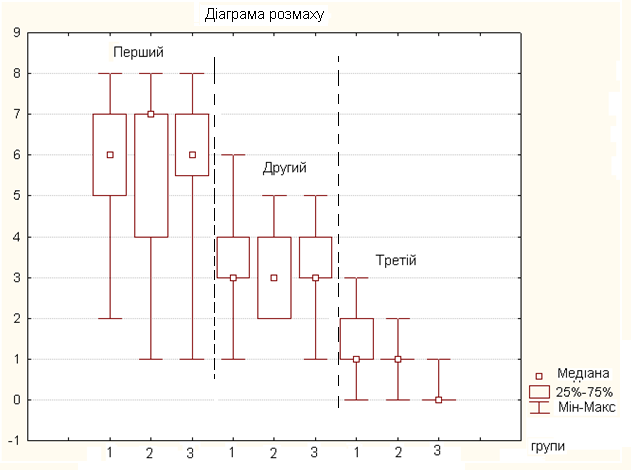 Діаграма розмаху
9
8
7
6
5
4
3
2
1
0
-1
Перший
Другий
Третій
1 2 3 1 2 3 1 2 3
групи
Медіана
25%-75%
Мін-Макс